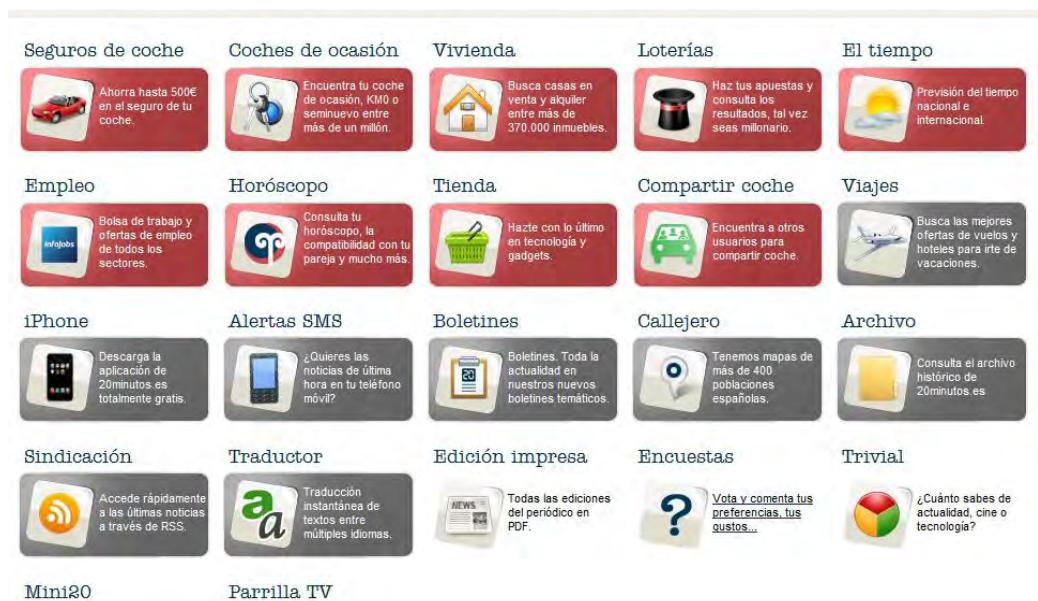 Seguros de coche
Ahorra hasta 500€
en el seguro de tu
coche.
Coches de ocasión
Encuentra tu coche
de ocasión, KM0 o
seminuevo entre
más de un millón.
Vivienda
Busca casas en
venta y alquiler
entre más de
370.000 inmuebles.
Loterías
Haz tus apuestas y
consulta los
resultados, tal vez
seas millonario.
El tiempo
Previsión del tiempo
nacional e
internacional.
Empleo
infojobs
Bolsa de trabajo y
ofertas de empleo
de todos los
sectores.
Horóscopo
Consulta tu
horóscopo, la
compatibilidad con tu
pareja y mucho más.
Tienda
Hazte con lo último
en tecnología y
gadgets.
Compartir coche
Encuentra a otros
usuarios para
compartir coche.
Viajes
Busca las mejores
ofertas de vuelos y
hoteles para irte de
vacaciones.
iPhone
Descarga la
aplicación de
20minutos.es
totalmente gratis.
Alertas SMS
¿Quieres las
noticias de última
hora en tu teléfono
móvil?
Boletines
20
Boletines. Toda la
actualidad en
nuestros nuevos
boletines temáticos.
Callejero
Tenemos mapas de
más de 400
poblaciones
españolas.
Archivo
Consulta el archivo
histórico de
20minutos.es
Sindicación
Accede rápidamente
a las últimas noticias
a través de RSS.
Traductor
a a
Traducción
instantánea de
textos entre
múltiples idiomas.
Edición impresa
NEWS
Todas las ediciones
del periódico en
PDF.
Encuestas
?
Vota y comenta tus
preferencias, tus
gustos...
Trivial
¿Cuánto sabes de
actualidad, cine o
tecnología?
Mini20
Parrilla TV